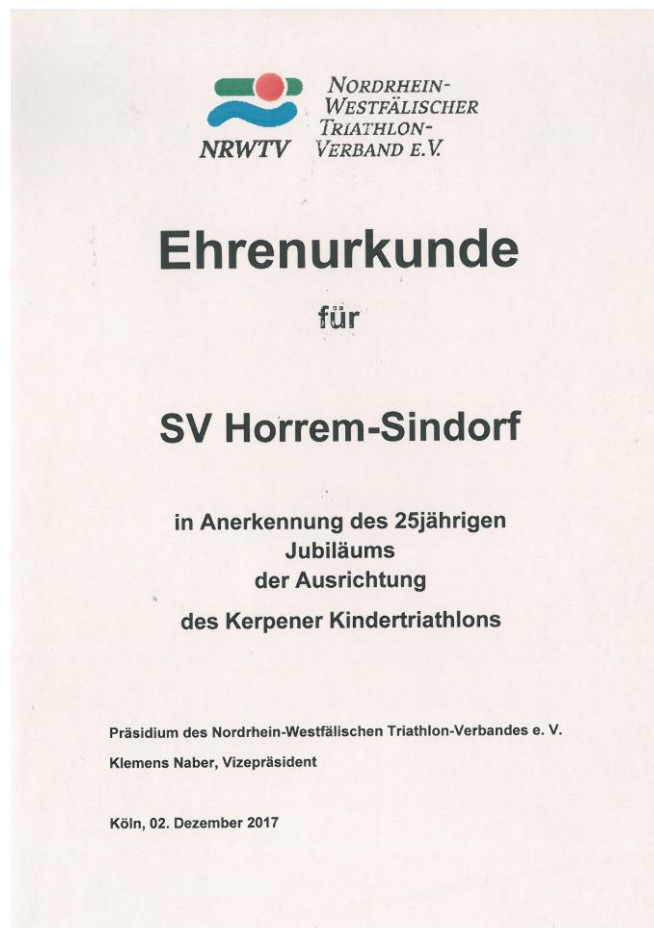 NORDRHEIN-
WESTFÄLISCHER
TRIATHLON-
VERBAND E.V.
NRWTV
Ehrenurkunde
für
SV Horrem-Sindorf
in Anerkennung des 25jährigen
Jubiläums
der Ausrichtung
des Kerpener Kindertriathlons
Präsidium des Nordrhein-Westfälischen Triathlon-Verbandes e. V.
Klemens Naber, Vizepräsident
Köln, 02. Dezember 2017